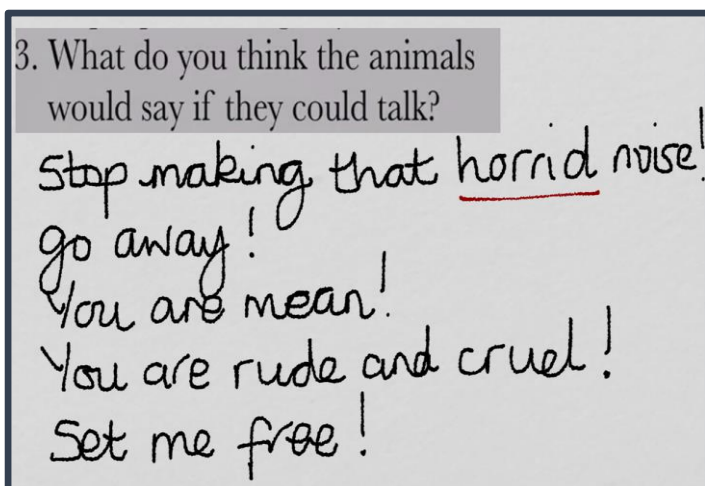 3. What do you think the animals
would say if they could talk?
Stop making that horrid noise!
go away!
You are mean!
You are rude and cruel!
Set me free!